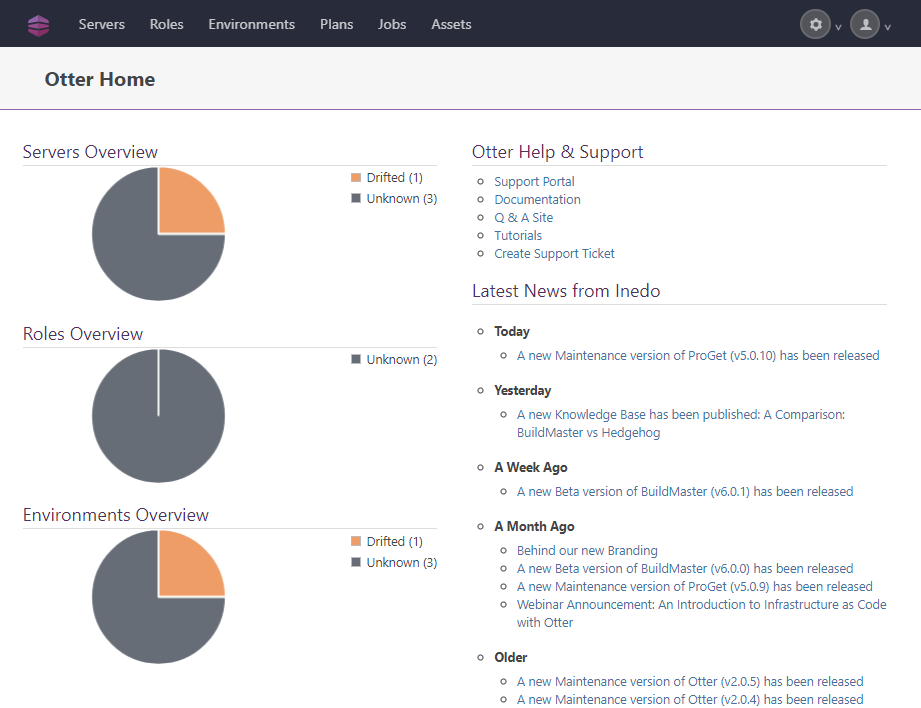 Servers Roles Environments Plans Jobs Assets
Otter Home
Servers Overview
Drifted (1)
Unknown (3)
Roles Overview
Unknown (2)
Environments Overview
Drifted (1)
Unknown (3)
Otter Help & Support
Support Portal
Documentation
Q & A Site
Tutorials
Create Support Ticket
Latest News from Inedo
Today
A new Maintenance version of ProGet (v5.0.10) has been released
Yesterday
A new Knowledge Base has been published: A Comparison:
BuildMaster vs Hedgehog
A Week Ago
A new Beta version of BuildMaster (v6.0.1) has been released
A Month Ago
Behind our new Branding
A new Beta version of BuildMaster (v6.0.0) has been released
A new Maintenance version of ProGet (v5.0.9) has been released
Webinar Announcement: An Introduction to Infrastructure as Code
with Otter
Older
A new Maintenance version of Otter (v2.0.5) has been released
A new Maintenance version of Otter (v2.0.4) has been released